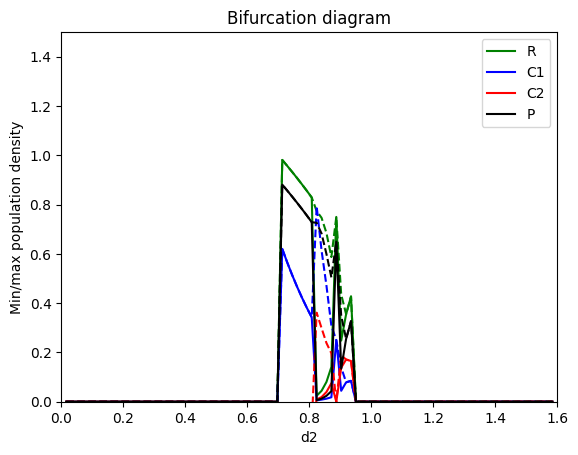 Bifurcation diagram
Min/max population density
1.4
1.2
1.0
0.8
0.6
0.4
0.2
0.0
R
C1
C2
P
0.0 0.2 0.4 0.6 0.8 1.0 1.2 1.4 1.6
d2